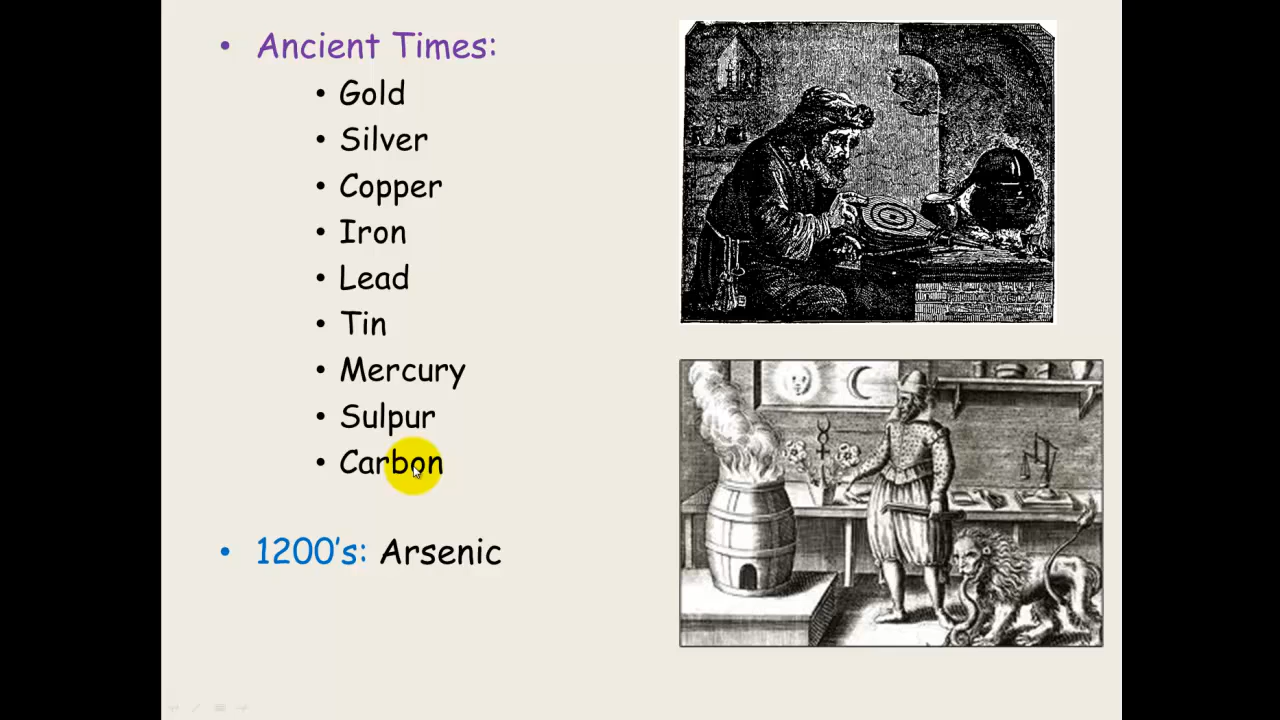 • Ancient Times:
• Gold
• Silver
• Copper
• Iron
• Lead
• Tin
• Mercury
• Sulpur
• Carbon
• 1200's: Arsenic